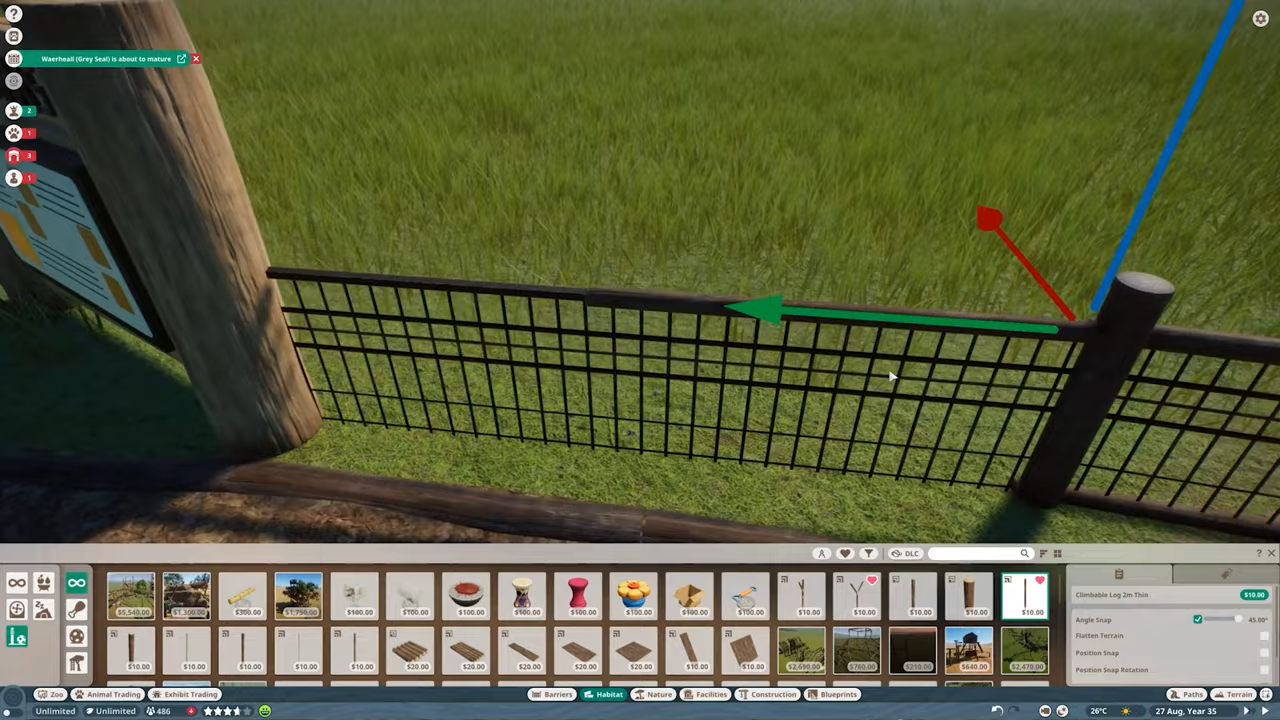 ?
Waerheall (Grey Seal) is about to mature
2
1
3
1
DLC
?
$5,540.00 $1,300.00 $300.00 $1,750.00 $100.00 $100.00 $100.00 $100.00 $100.00 $100.00 $100.00 $100.00 $10.00 $10.00 $10.00 $10.00 $10.00
$10.00 $10.00 $10.00 $10.00 $10.00 $20.00 $20.00 $20.00 $20.00 $20.00 $10.00 $10.00 $2,690.00 $760.00 $210.00 $640.00 $2,470.00
Climbable Log 2m Thin $10.00
Angle Snap 45.00°
Flatten Terrain
Position Snap
Position Snap Rotation
Zoo Animal Trading Exhibit Trading Barriers Habitat Nature Facilities Construction Blueprints Paths Terrain
Unlimited Unlimited 486 26°C 27 Aug, Year 35